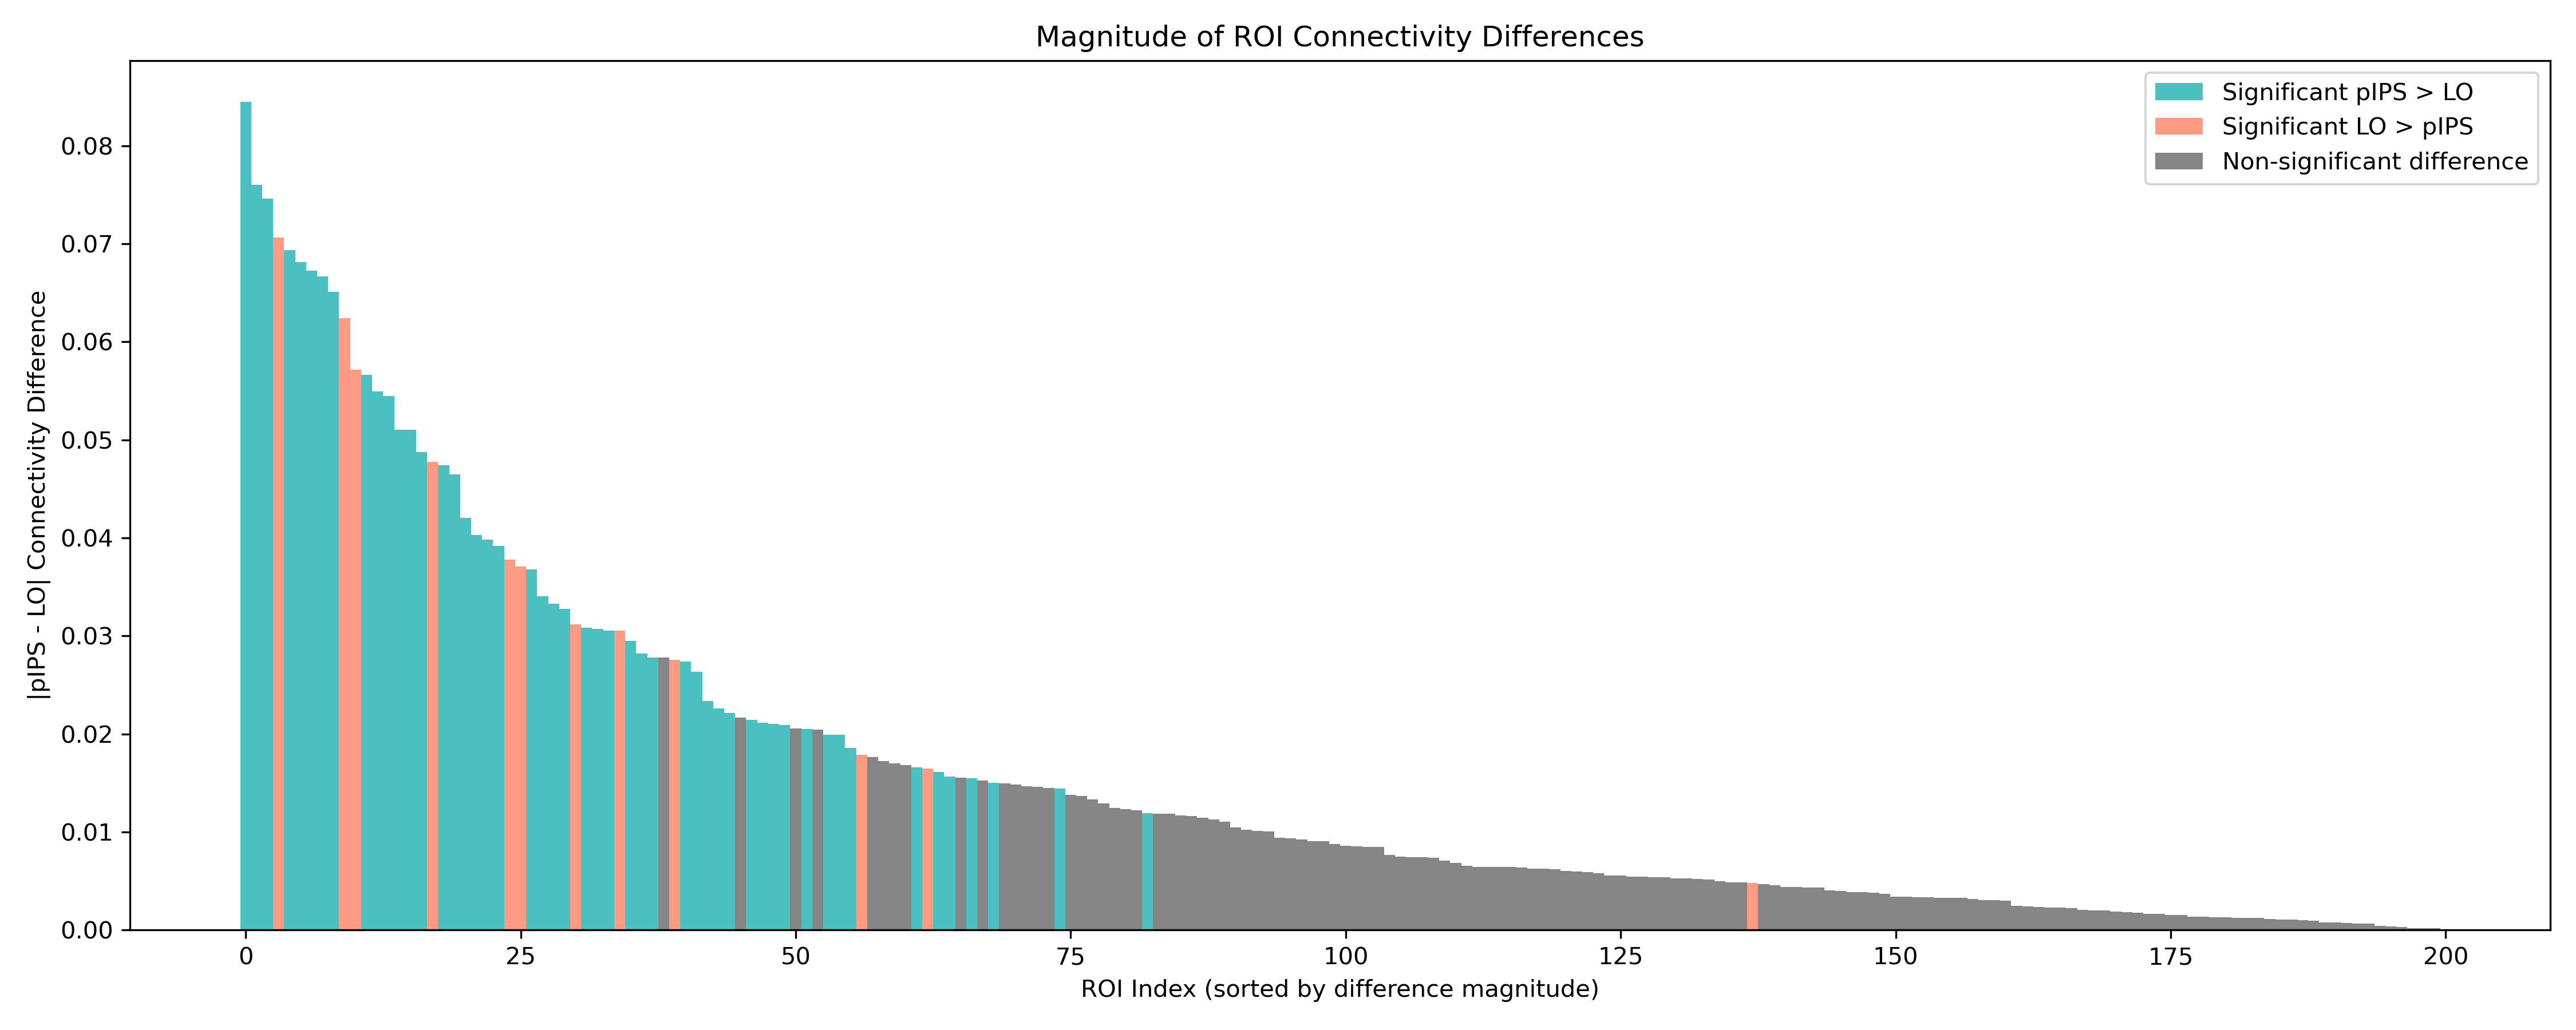 Magnitude of ROI Connectivity Differences
Significant pIPS > LO
Significant LO > pIPS
Non-significant difference
|pIPS - LO| Connectivity Difference
0.08
0.07
0.06
0.05
0.04
0.03
0.02
0.01
0.00
0 25 50 75 100 125 150 175 200
ROI Index (sorted by difference magnitude)